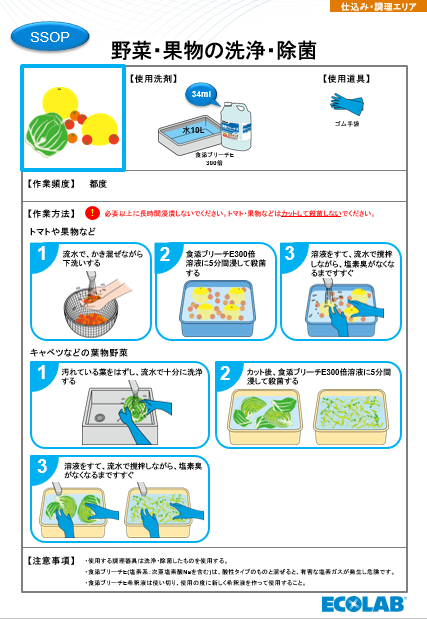 仕込み・調理エリア
SSOP
野菜・果物の洗浄・除菌
【使用洗剤】
34ml
水10L
食添ブリーチE
300倍
【使用道具】
ゴム手袋
【作業頻度】 都度
【作業方法】 ! 必要以上に長時間浸漬しないでください。トマト・果物などはカットして殺菌しないでください。
トマトや果物など
1 流水で、かき混ぜながら
下洗いする
2 食添ブリーチE300倍
溶液に5分間浸して殺菌
する
3 溶液をすて、流水で撹拌
しながら、塩素臭がなくな
るまですすぐ
キャベツなどの葉物野菜
1 汚れている葉をはずし、流水で十分に洗浄
する
2 カット後、食添ブリーチE300倍溶液に5分間
浸して殺菌する
3 溶液をすて、流水で撹拌しながら、塩素臭
がなくなるまですすぐ
【注意事項】 ・使用する調理器具は洗浄・除菌したものを使用する。
・食添ブリーチE(塩素系:次亜塩素酸Naを含む)は、酸性タイプのものと混ぜると、有害な塩素ガスが発生し危険です。
・食添ブリーチE希釈液は使い切り、使用の度に新しく希釈液を作って使用すること。
ECOLAB